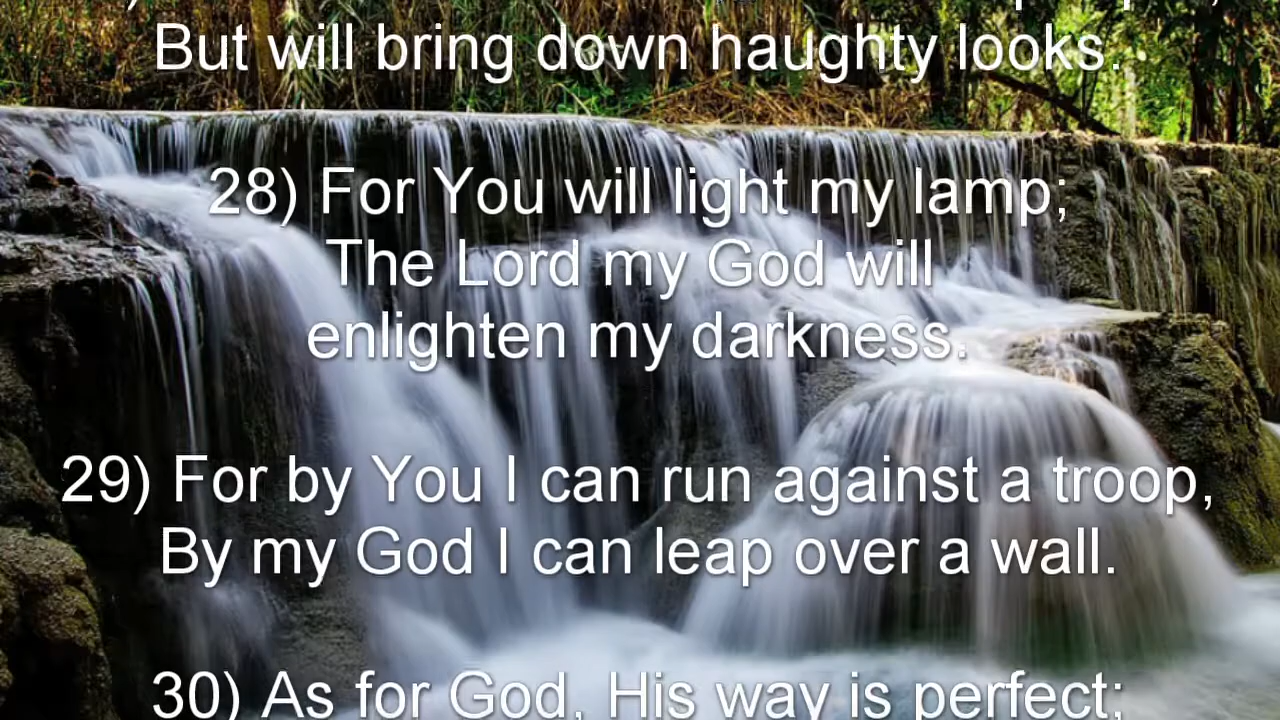 But will bring down haughty looks.
28) For You will light my lamp;
The Lord my God will
enlighten my darkness.
29) For by You I can run against a troop,
By my God I can leap over a wall.
30) As for God, His way is perfect;